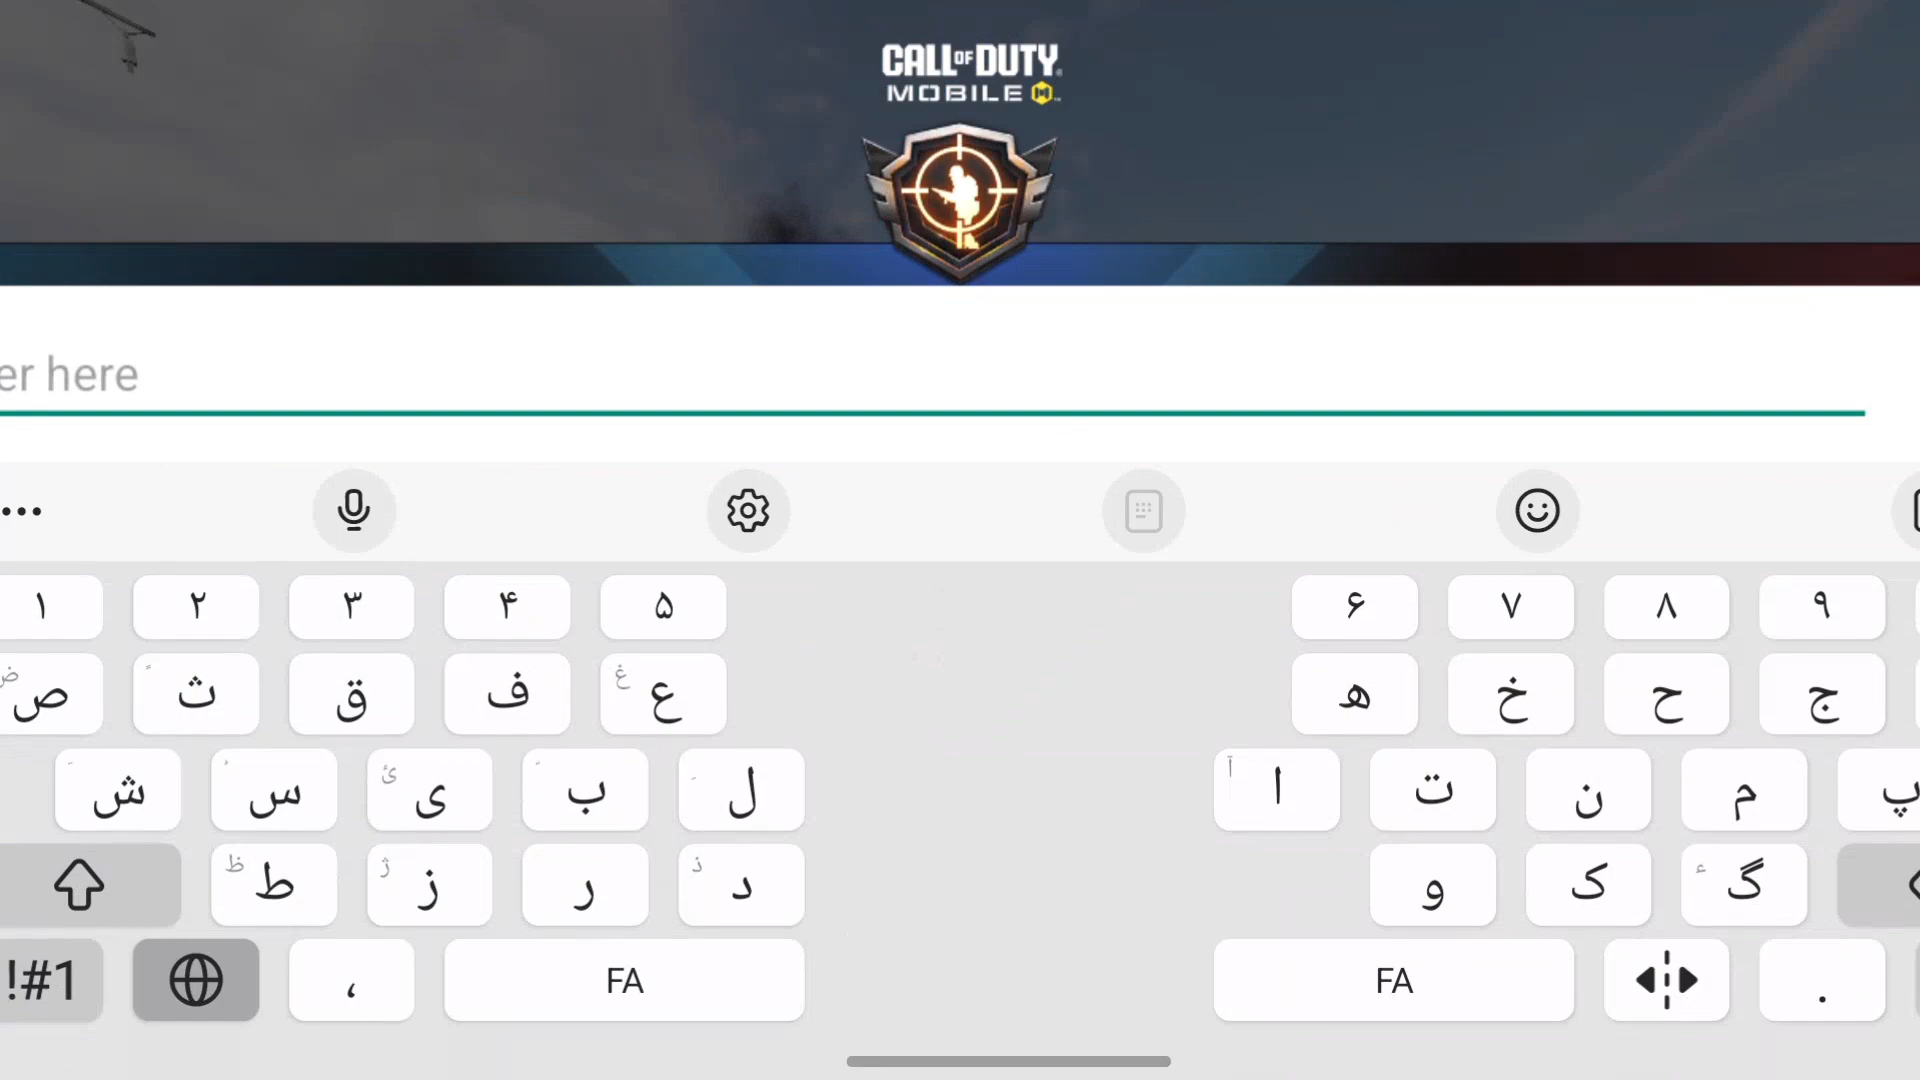 CALL OF DUTY
MOBILE
er here
۱ ۲ ۳ ۴ ۵ ۶ ۷ ۸ ۹
ض ص ث ق ف غ ع ه خ ح ج
ش س ئ ی ب ل آ ا ت ن م پ
ظ ط ژ ز ر ذ د و ک ء گ
!#1 ، FA FA .